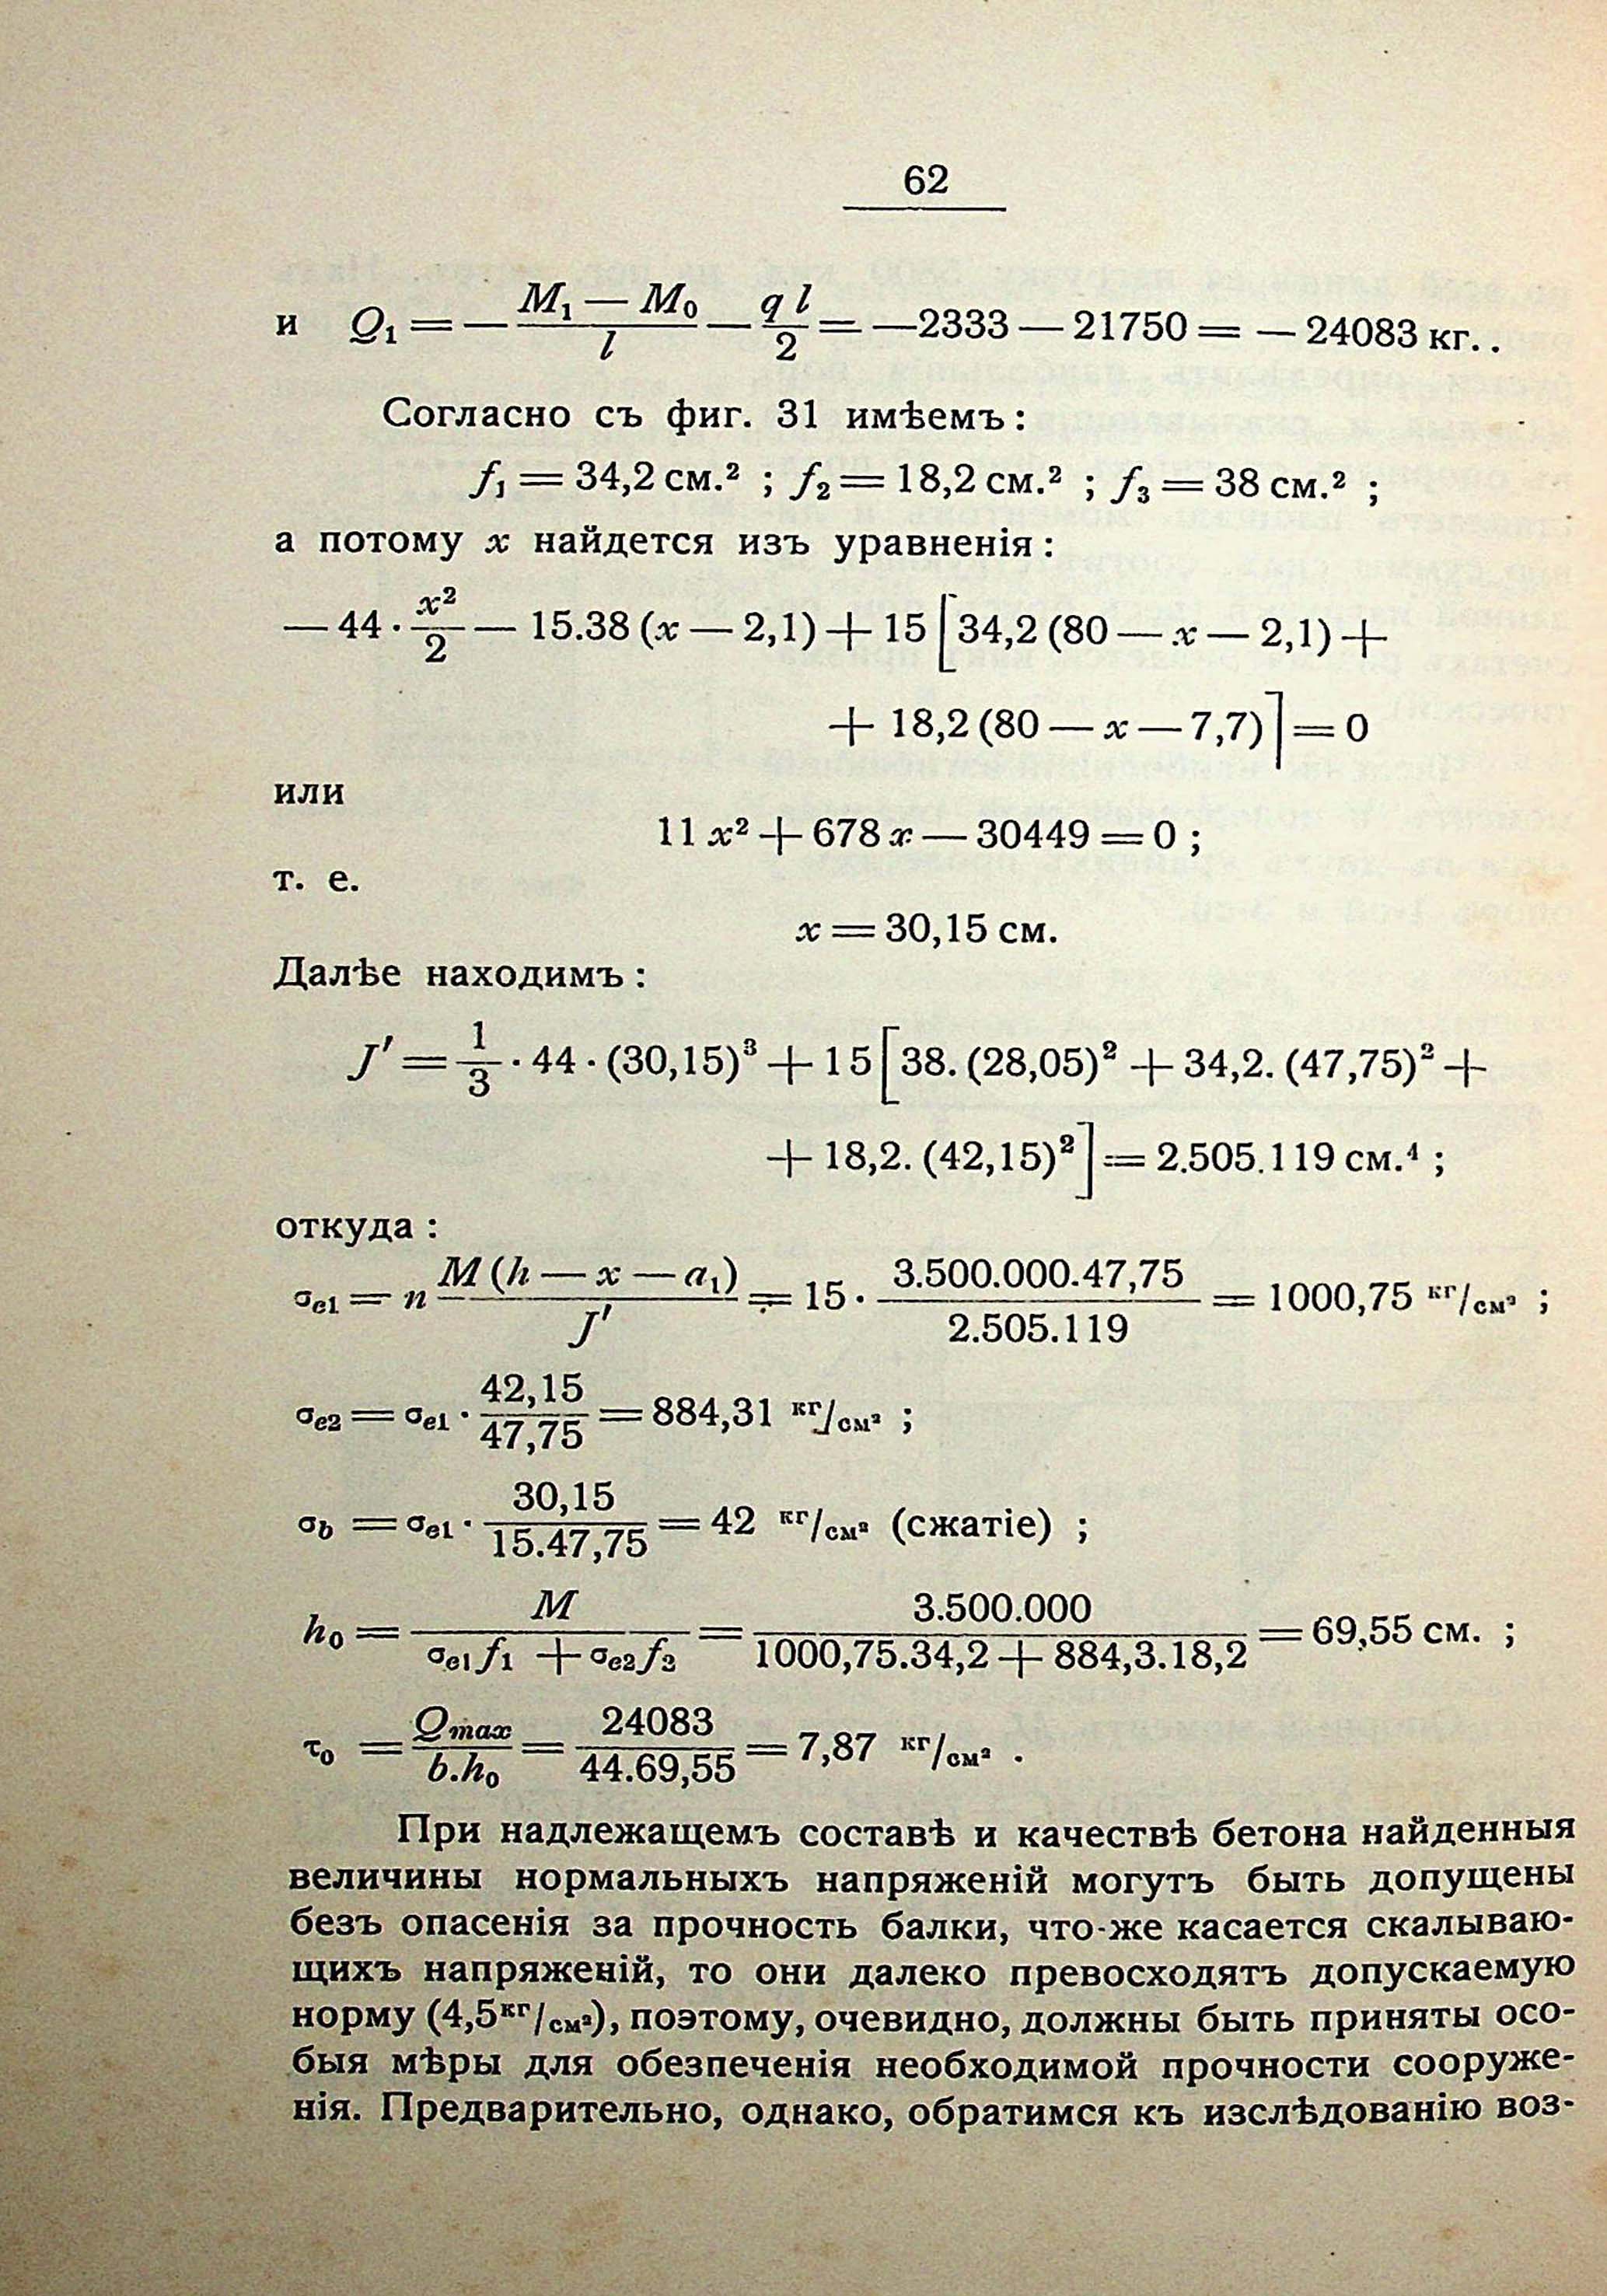 62
и Q₁ = — (M₁ — M₀)/l — q l/2 = —2333 — 21750 = — 24083 кг..
Согласно съ фиг. 31 имѣемъ:
f₁ = 34,2 см.² ; f₂ = 18,2 см.² ; f₃ = 38 см.² ;
а потому x найдется изъ уравненія:
— 44 · x²/2 — 15.38 (x — 2,1) + 15 [34,2 (80 — x — 2,1) +
+ 18,2 (80 — x — 7,7)] = 0
или
11 x² + 678 x — 30449 = 0 ;
т. е.
x = 30,15 см.
Далѣе находимъ:
J′ = 1/3 · 44 · (30,15)³ + 15 [38. (28,05)² + 34,2. (47,75)² +
+ 18,2. (42,15)²] = 2.505.119 см.⁴ ;
откуда :
σe1 = n M (h — x — a₁)/J′ = 15 · 3.500.000.47,75/2.505.119 = 1000,75 кг/см² ;
σe2 = σe1 · 42,15/47,75 = 884,31 кг/см² ;
σb = σe1 · 30,15/15.47,75 = 42 кг/см² (сжатіе) ;
h₀ = M/(σe1 f₁ + σe2 f₂) = 3.500.000/(1000,75.34,2 + 884,3.18,2) = 69,55 см. ;
τ₀ = Qmax/b.h₀ = 24083/44.69,55 = 7,87 кг/см² .
При надлежащемъ составѣ и качествѣ бетона найденныя
величины нормальныхъ напряженій могутъ быть допущены
безъ опасенія за прочность балки, что-же касается скалываю-
щихъ напряженій, то они далеко превосходятъ допускаемую
норму (4,5кг/см²), поэтому, очевидно, должны быть приняты осо-
быя мѣры для обезпеченія необходимой прочности сооруже-
нія. Предварительно, однако, обратимся къ изслѣдованію воз-